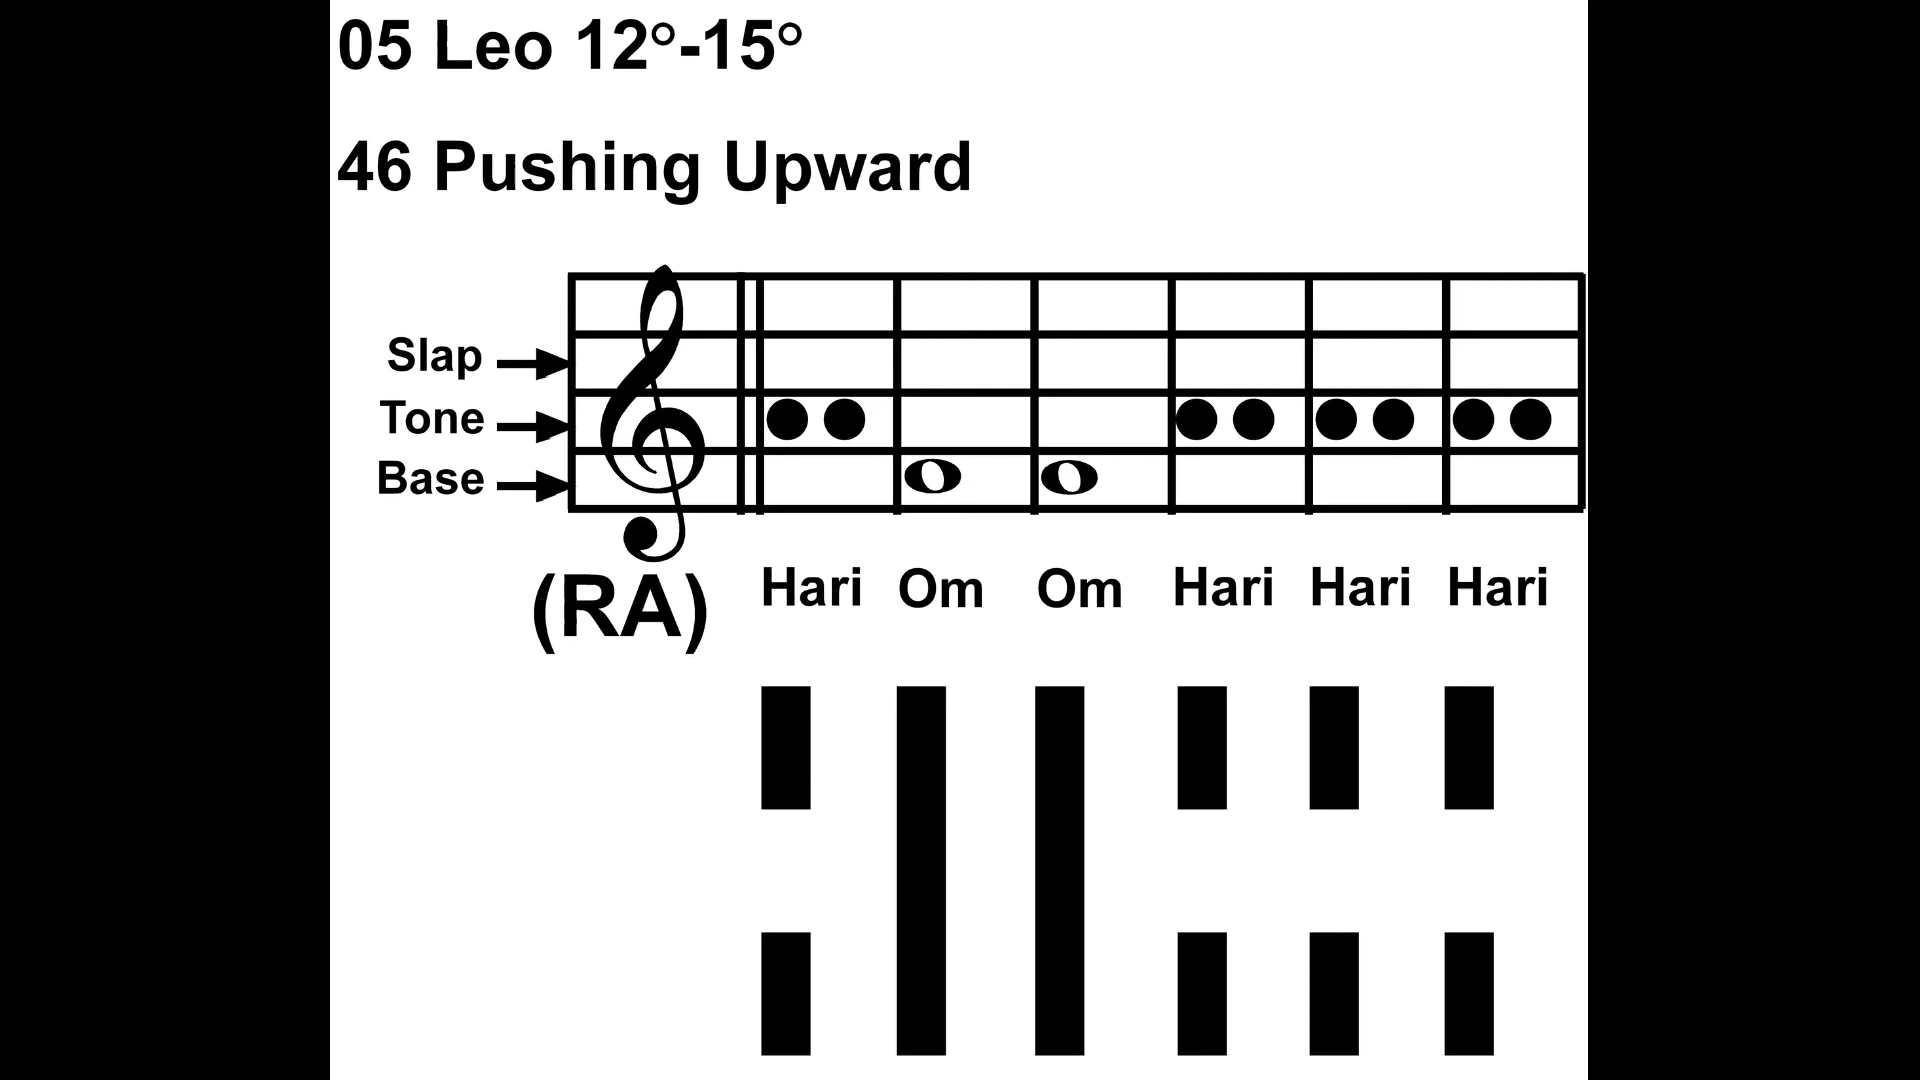 05 Leo 12°-15°
46 Pushing Upward
Slap
Tone
Base
(RA) Hari Om Om Hari Hari Hari